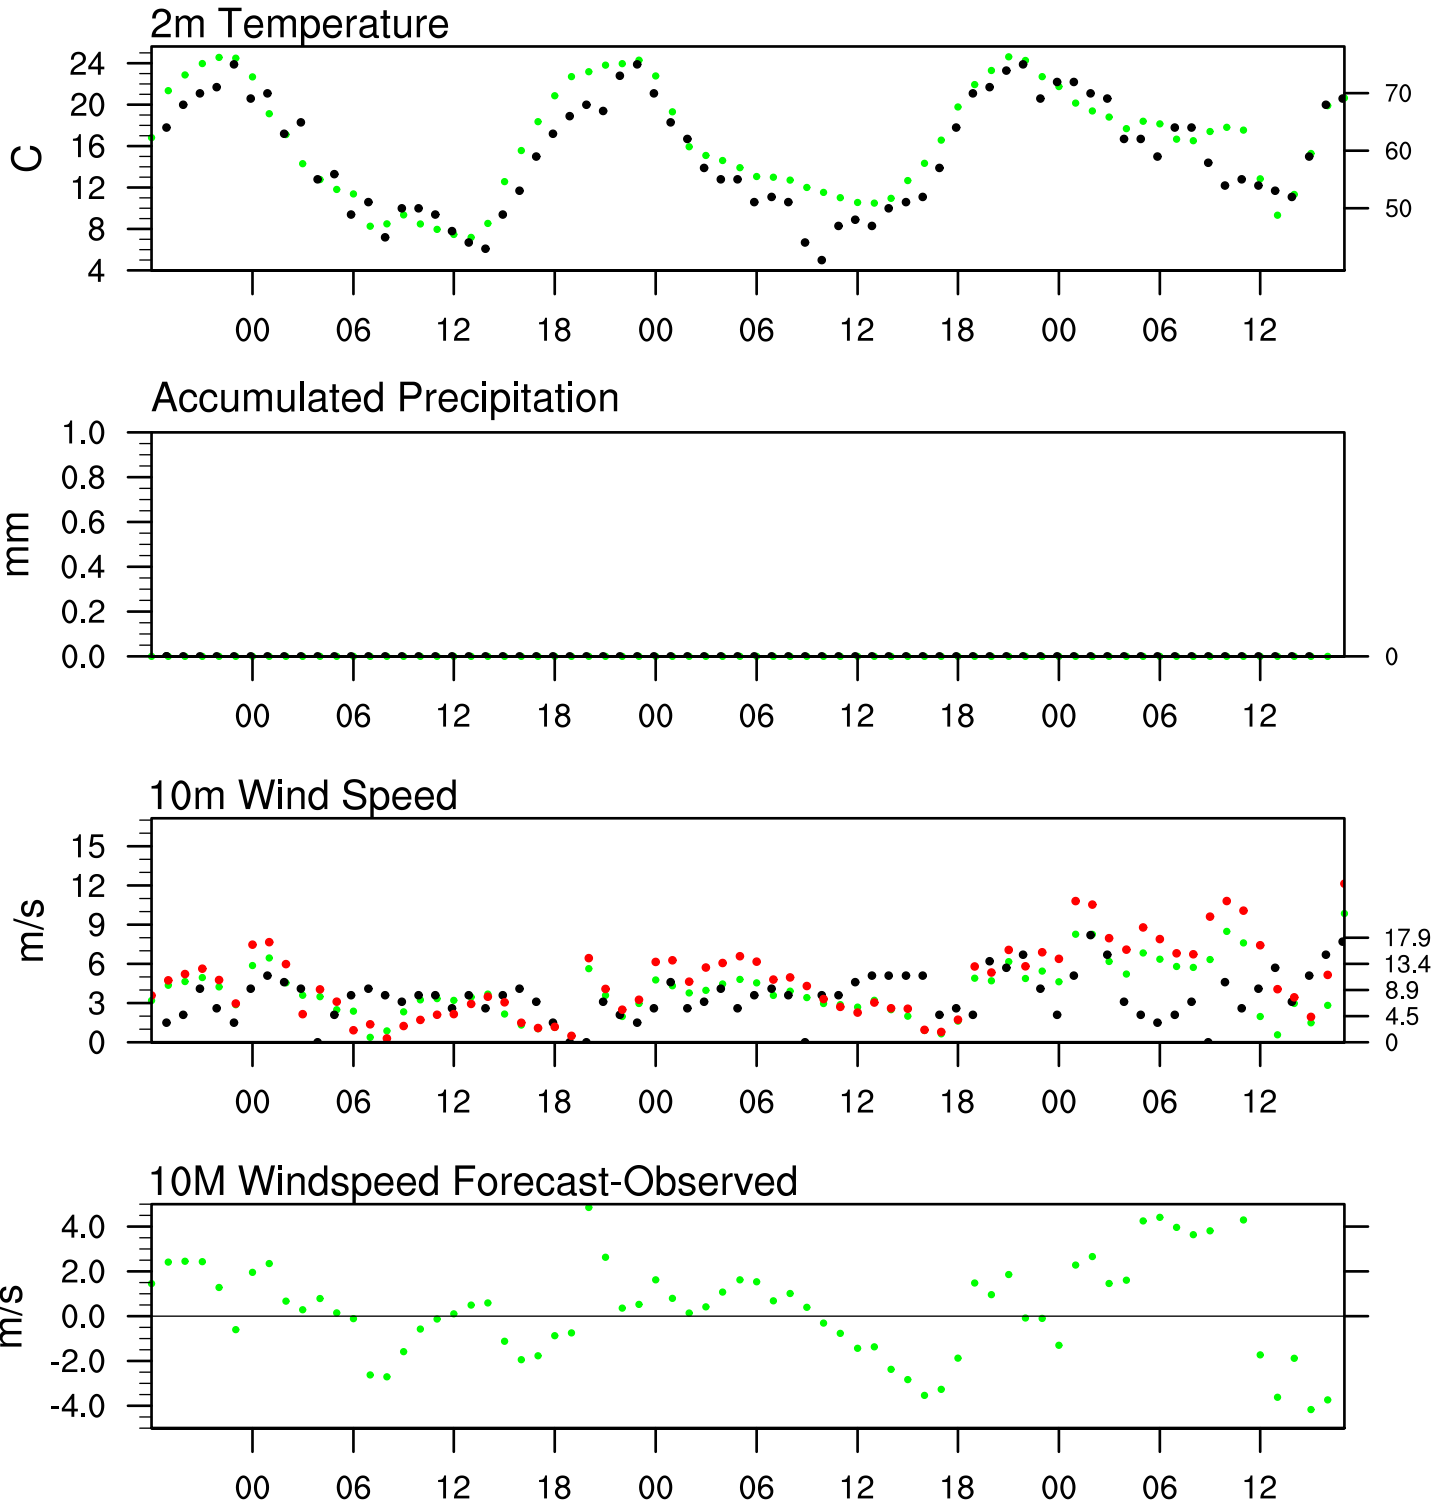 2m Temperature
24
20
16
12
8
4
C
70
60
50
00 06 12 18 00 06 12 18 00 06 12
Accumulated Precipitation
1.0
0.8
0.6
0.4
0.2
0.0
mm
0
00 06 12 18 00 06 12 18 00 06 12
10m Wind Speed
15
12
9
6
3
0
m/s
17.9
13.4
8.9
4.5
0
00 06 12 18 00 06 12 18 00 06 12
10M Windspeed Forecast-Observed
4.0
2.0
0.0
-2.0
-4.0
m/s
00 06 12 18 00 06 12 18 00 06 12